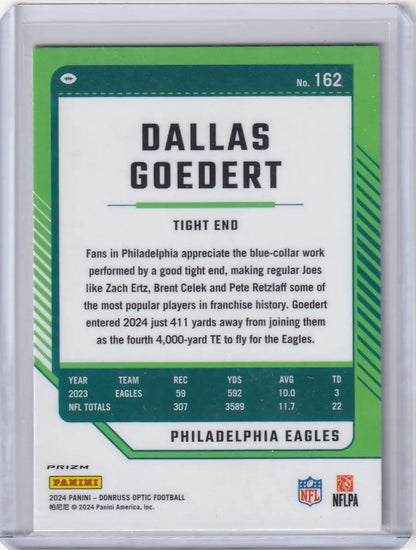 No. 162
DALLAS
GOEDERT
TIGHT END
Fans in Philadelphia appreciate the blue-collar work
performed by a good tight end, making regular Joes
like Zach Ertz, Brent Celek and Pete Retzlaff some of
the most popular players in franchise history. Goedert
entered 2024 just 411 yards away from joining them
as the fourth 4,000-yard TE to fly for the Eagles.
YEAR TEAM REC YDS AVG TD
2023 EAGLES 59 592 10.0 3
NFL TOTALS 307 3589 11.7 22
PHILADELPHIA EAGLES
PRIZM
PANINI
NFL
NFLPA
2024 PANINI – DONRUSS OPTIC FOOTBALL
帕尼尼 © 2024 Panini America, Inc.